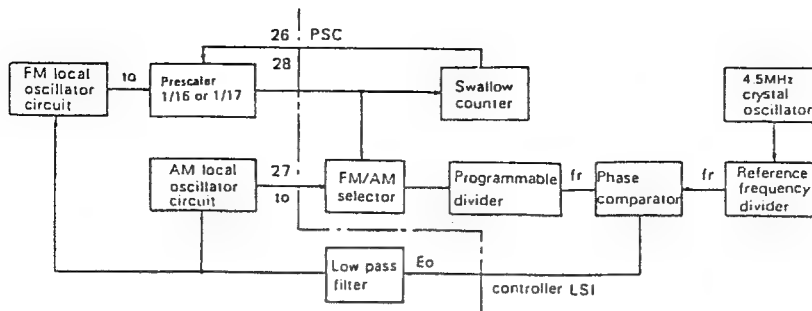 26 PSC
28
FM local
oscillator
circuit
Prescaler
1/16 or 1/17
Swallow
counter
4.5MHz
crystal
oscillator
AM local
oscillator
circuit
27
FM/AM
selector
Programmable
divider
fr
Phase
comparator
fr
Reference
frequency
divider
Low pass
filter
Eo
controller LSI